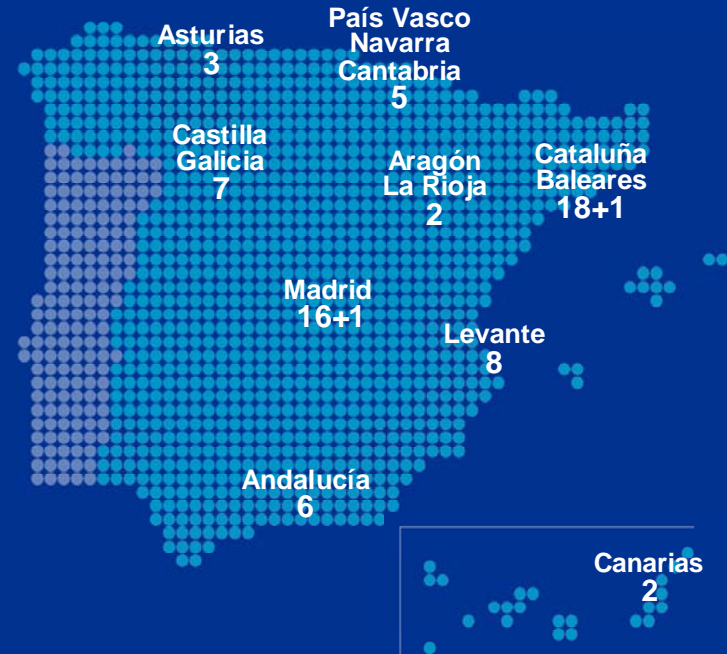 Asturias
3
País Vasco
Navarra
Cantabria
5
Castilla
Galicia
7
Aragón
La Rioja
2
Cataluña
Baleares
18+1
Madrid
16+1
Levante
8
Andalucía
6
Canarias
2